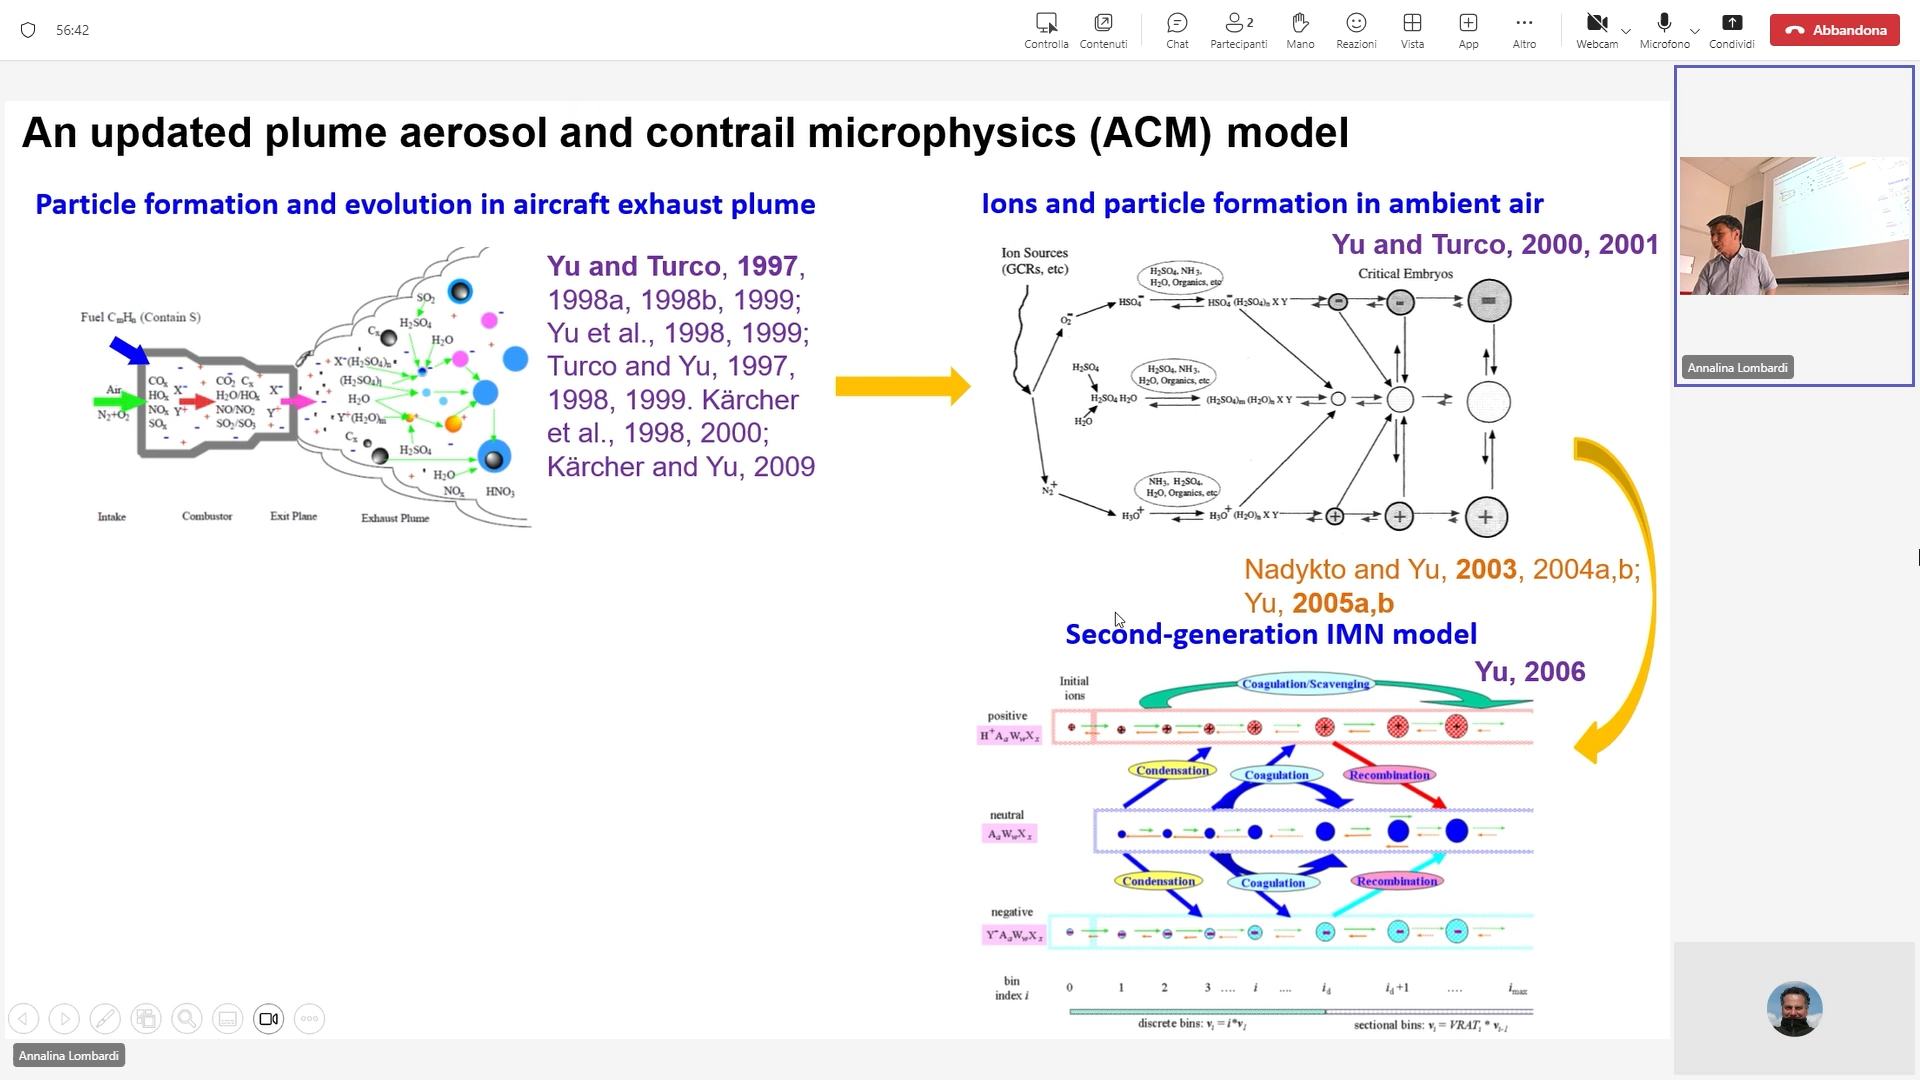 56:42
Controlla
Contenuti
Chat
2
Partecipanti
Mano
Reazioni
Vista
App
Altro
Webcam
Microfono
Condividi
Abbandona
An updated plume aerosol and contrail microphysics (ACM) model
Particle formation and evolution in aircraft exhaust plume
Fuel CmHn (Contain S)
Air
N2+O2
COx X-
HOx
NOx Y+
SOx
CO2 Cx X-
H2O/HOx
NO/NO2 Y+
SO2/SO3
SO2
H2SO4
Cx
H2O
X-(H2SO4)n
(H2SO4)1
H2O
Y+(H2O)m
Cx
H2SO4
H2O
NOx HNO3
Intake
Combustor
Exit Plane
Exhaust Plume
Yu and Turco, 1997,
1998a, 1998b, 1999;
Yu et al., 1998, 1999;
Turco and Yu, 1997,
1998, 1999. Kärcher
et al., 1998, 2000;
Kärcher and Yu, 2009
Ions and particle formation in ambient air
Yu and Turco, 2000, 2001
Ion Sources
(GCRs, etc)
H2SO4, NH3,
H2O, Organics, etc
Critical Embryos
O2-
HSO4-
HSO4-(H2SO4)n X Y
H2SO4
H2SO4, NH3,
H2O, Organics, etc
H2SO4 H2O
(H2SO4)m (H2O)n X Y
H2O
N2+
NH3, H2SO4,
H2O, Organics, etc
H3O+
H3O+(H2O)n X Y
Nadykto and Yu, 2003, 2004a,b;
Yu, 2005a,b
Second-generation IMN model
Yu, 2006
Initial
ions
Coagulation/Scavenging
positive
H+AaWwXx
Condensation
Coagulation
Recombination
neutral
AaWwXx
Condensation
Coagulation
Recombination
negative
Y-AaWwXx
bin
index i
0 1 2 3 .... i .... id id+1 .... imax
discrete bins: vi = i*v1
sectional bins: vi = VRATi * vi-1
Annalina Lombardi
Annalina Lombardi